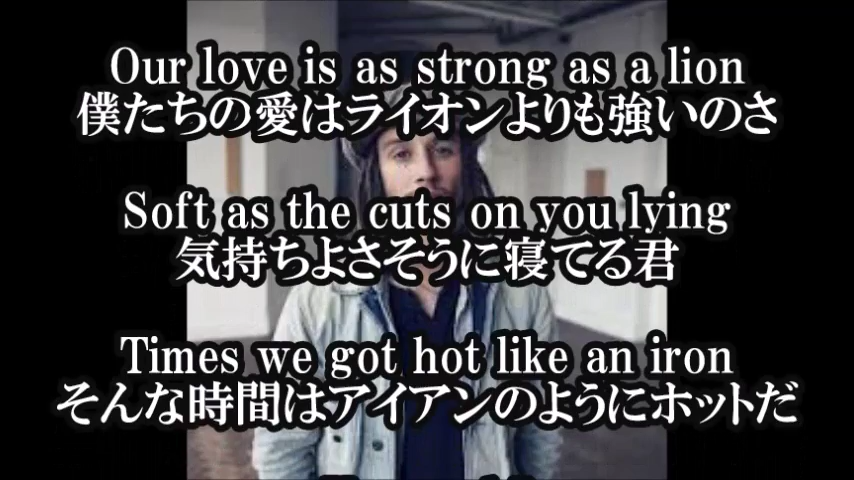 Our love is as strong as a lion
僕たちの愛はライオンよりも強いのさ
Soft as the cuts on you lying
気持ちよさそうに寝てる君
Times we got hot like an iron
そんな時間はアイアンのようにホットだ